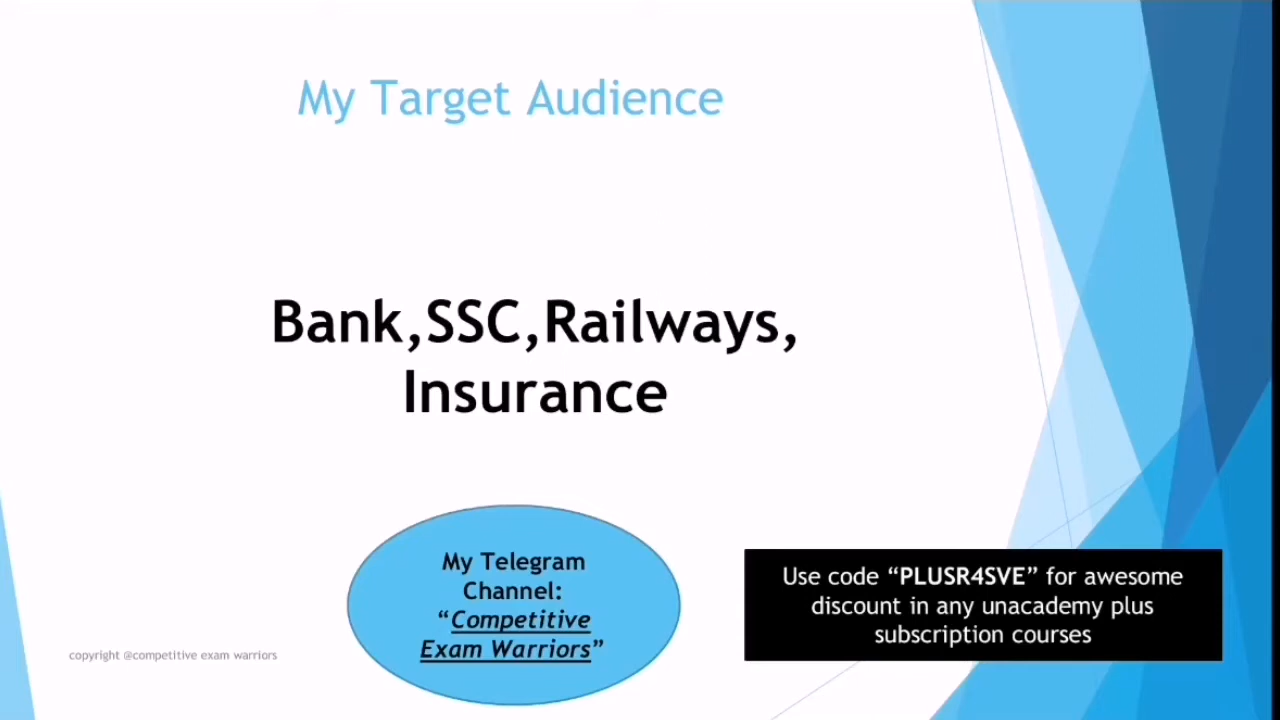 My Target Audience
Bank,SSC,Railways,
Insurance
My Telegram
Channel:
“Competitive
Exam Warriors”
Use code “PLUSR4SVE” for awesome
discount in any unacademy plus
subscription courses
copyright @competitive exam warriors